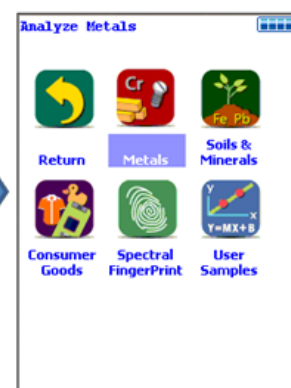 Analyze Metals
Cr
Fe Pb
Return
Metals
Soils &
Minerals
y
x
Y=MX+B
Consumer
Goods
Spectral
FingerPrint
User
Samples